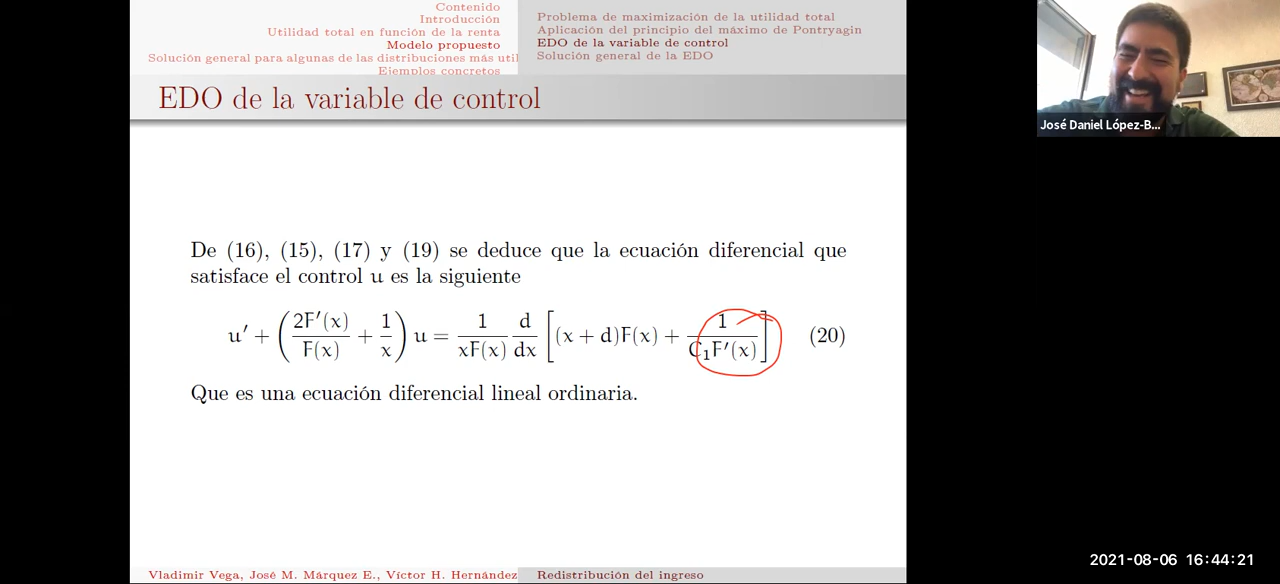 Contenido
Introducción
Utilidad total en función de la renta
Modelo propuesto
Solución general para algunas de las distribuciones más util
Ejemplos concretos
Problema de maximización de la utilidad total
Aplicación del principio del máximo de Pontryagin
EDO de la variable de control
Solución general de la EDO
EDO de la variable de control
José Daniel López-B...
De (16), (15), (17) y (19) se deduce que la ecuación diferencial que
satisface el control u es la siguiente
u′ + (2F′(x)/F(x) + 1/x) u = 1/xF(x) d/dx [(x + d)F(x) + 1/C₁F′(x)] (20)
Que es una ecuación diferencial lineal ordinaria.
2021-08-06 16:44:21
Vladimir Vega, José M. Márquez E., Víctor H. Hernández
Redistribución del ingreso